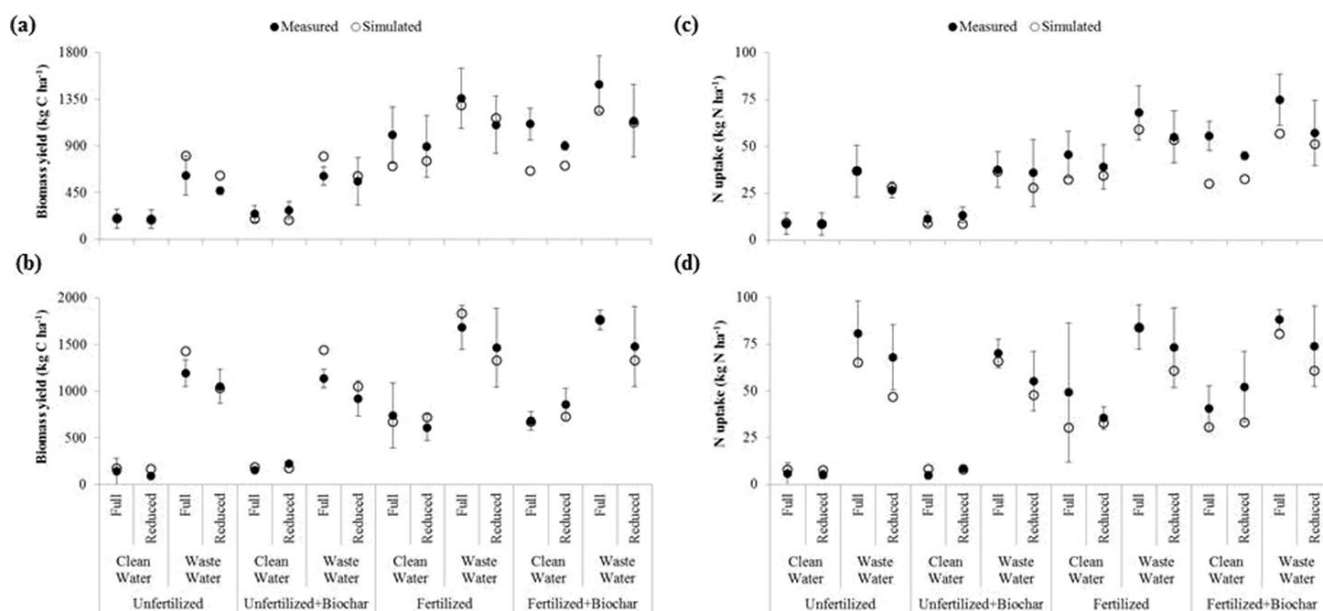 (a)
● Measured ○ Simulated
Biomass yield (kg C ha⁻¹)
1800
1350
900
450
0
(c)
● Measured ○ Simulated
N uptake (kg N ha⁻¹)
100
75
50
25
0
(b)
Biomass yield (kg C ha⁻¹)
2000
1500
1000
500
0
Full Reduced Full Reduced Full Reduced Full Reduced Full Reduced Full Reduced Full Reduced Full Reduced
Clean Waste Clean Waste Clean Waste Clean Waste
Water Water Water Water Water Water Water Water
Unfertilized Unfertilized+Biochar Fertilized Fertilized+Biochar
(d)
N uptake (kg N ha⁻¹)
100
75
50
25
0
Full Reduced Full Reduced Full Reduced Full Reduced Full Reduced Full Reduced Full Reduced Full Reduced
Clean Waste Clean Waste Clean Waste Clean Waste
Water Water Water Water Water Water Water Water
Unfertilized Unfertilized+Biochar Fertilized Fertilized+Biochar